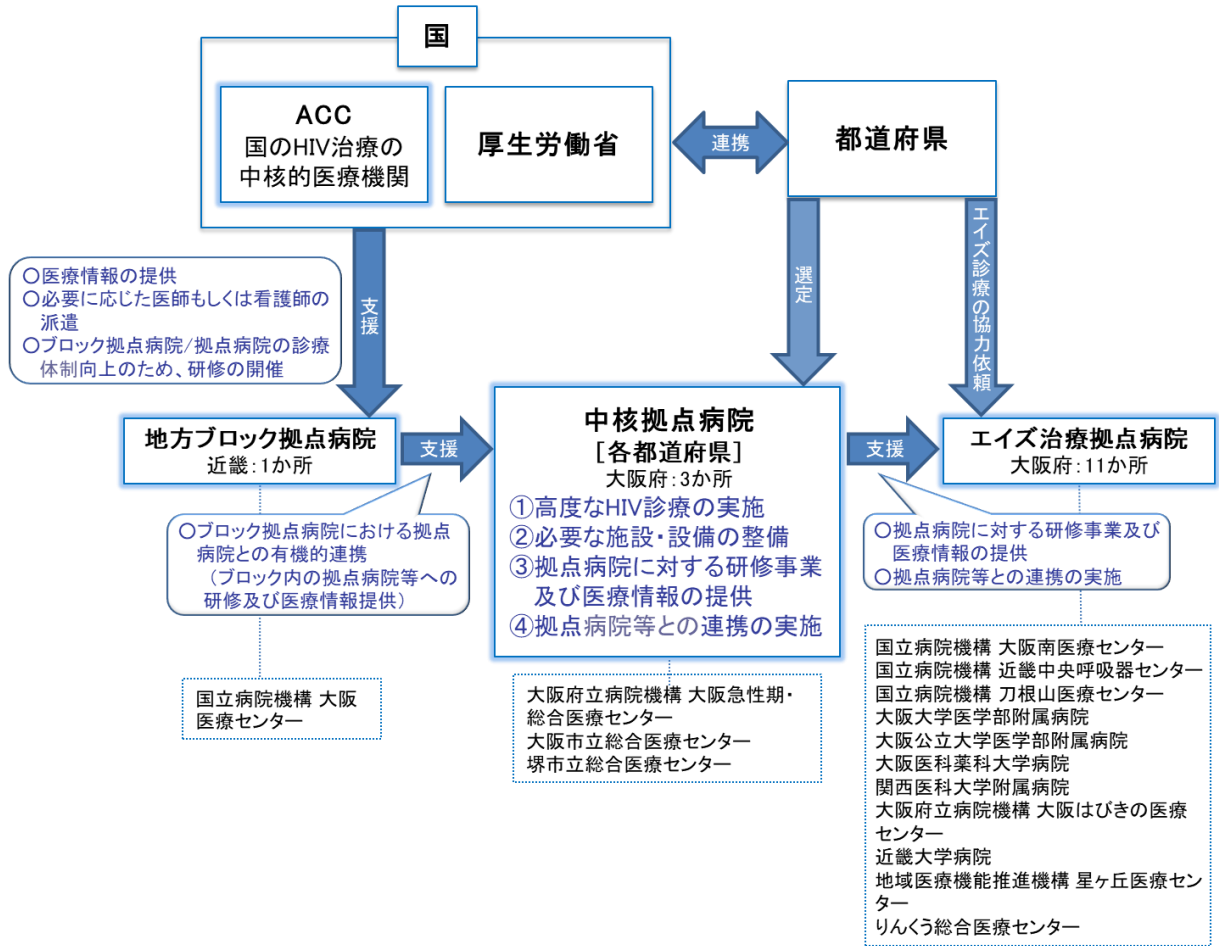 国
ACC
国のHIV治療の
中核的医療機関
厚生労働省
連携
都道府県
○医療情報の提供
○必要に応じた医師もしくは看護師の
派遣
○ブロック拠点病院/拠点病院の診療
体制向上のため、研修の開催
支援
選定
エイズ診療の協力依頼
地方ブロック拠点病院
近畿:1か所
支援
中核拠点病院
[各都道府県]
大阪府:3か所
①高度なHIV診療の実施
②必要な施設・設備の整備
③拠点病院に対する研修事業
及び医療情報の提供
④拠点病院等との連携の実施
支援
エイズ治療拠点病院
大阪府:11か所
○ブロック拠点病院における拠点
病院との有機的連携
(ブロック内の拠点病院等への
研修及び医療情報提供)
○拠点病院に対する研修事業及び
医療情報の提供
○拠点病院等との連携の実施
国立病院機構 大阪
医療センター
大阪府立病院機構 大阪急性期・
総合医療センター
大阪市立総合医療センター
堺市立総合医療センター
国立病院機構 大阪南医療センター
国立病院機構 近畿中央呼吸器センター
国立病院機構 刀根山医療センター
大阪大学医学部附属病院
大阪公立大学医学部附属病院
大阪医科薬科大学病院
関西医科大学附属病院
大阪府立病院機構 大阪はびきの医療
センター
近畿大学病院
地域医療機能推進機構 星ヶ丘医療セン
ター
りんくう総合医療センター